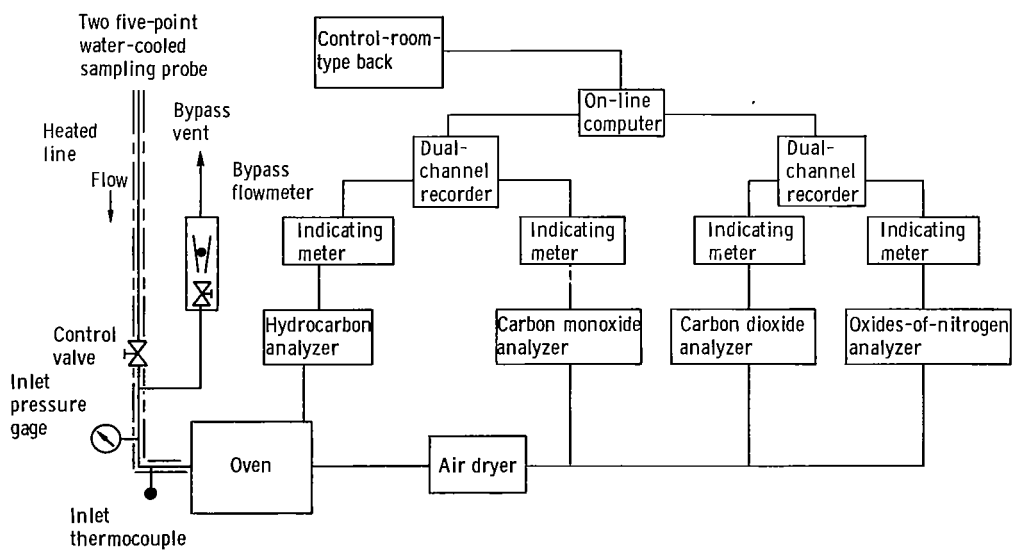 Two five-point
water-cooled
sampling probe
Control-room-
type back
On-line
computer
Heated
line
Bypass
vent
Flow
Bypass
flowmeter
Dual-
channel
recorder
Dual-
channel
recorder
Indicating
meter
Indicating
meter
Indicating
meter
Indicating
meter
Control
valve
Hydrocarbon
analyzer
Carbon monoxide
analyzer
Carbon dioxide
analyzer
Oxides-of-nitrogen
analyzer
Inlet
pressure
gage
Oven
Air dryer
Inlet
thermocouple